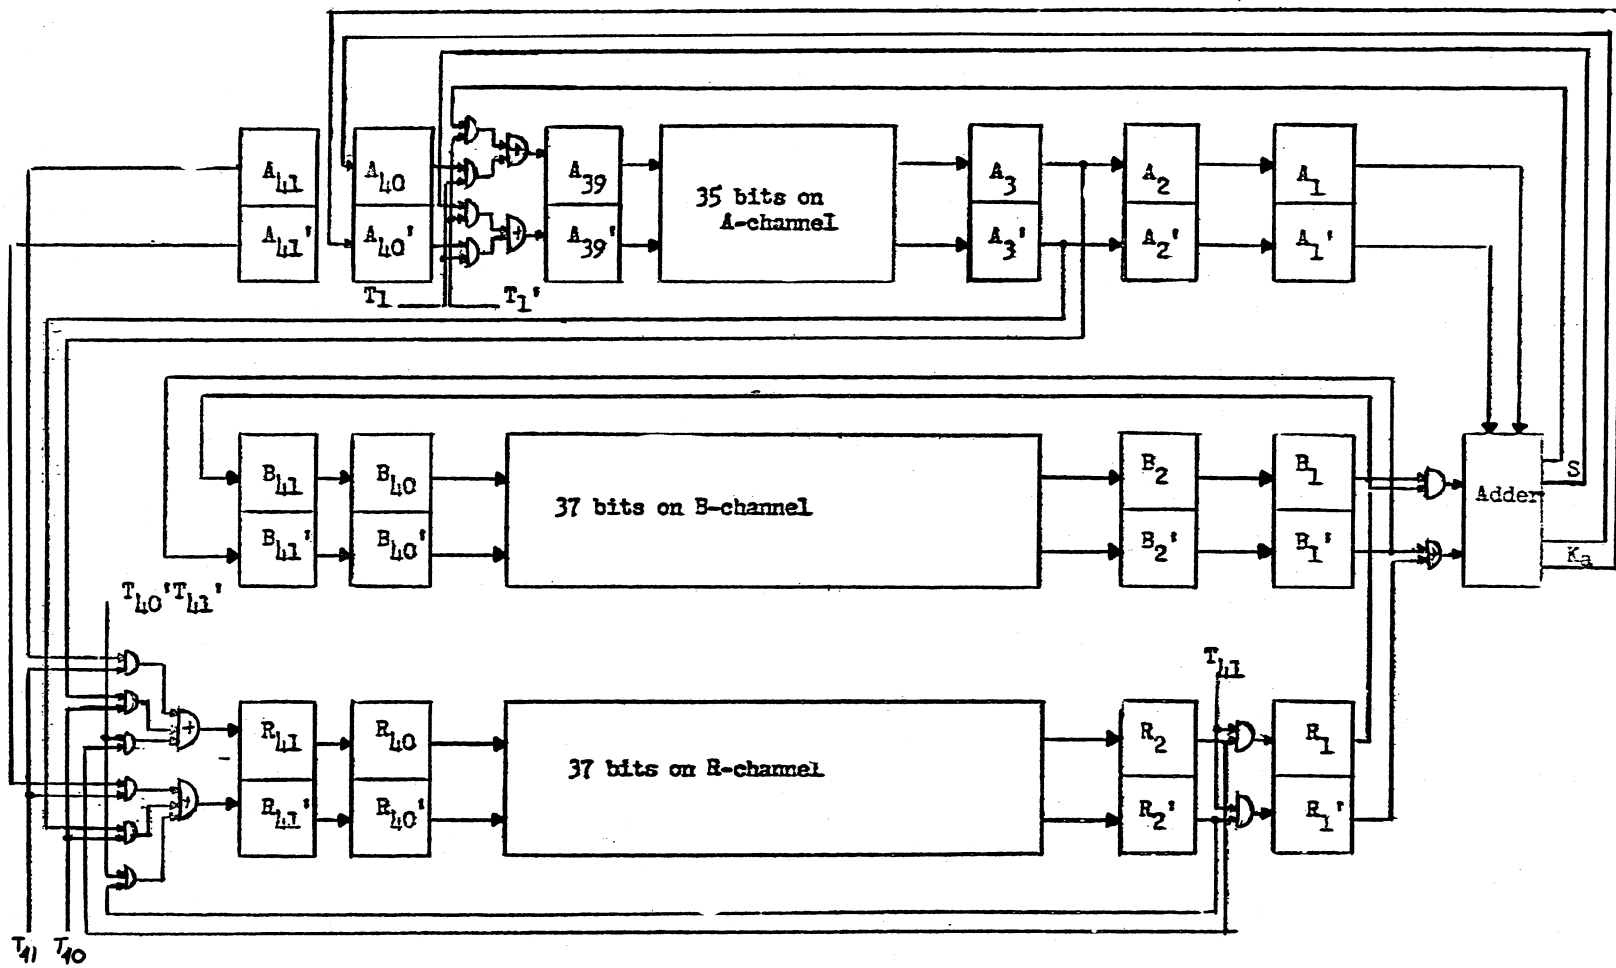 A41
A41'
A40
A40'
T1
T1'
A39
A39'
35 bits on
A-channel
A3
A3'
A2
A2'
A1
A1'
B41
B41'
B40
B40'
37 bits on B-channel
B2
B2'
B1
B1'
Adder
S
Ka
T40'T41'
R41
R41'
R40
R40'
37 bits on R-channel
R2
R2'
T41
R1
R1'
T41
T40